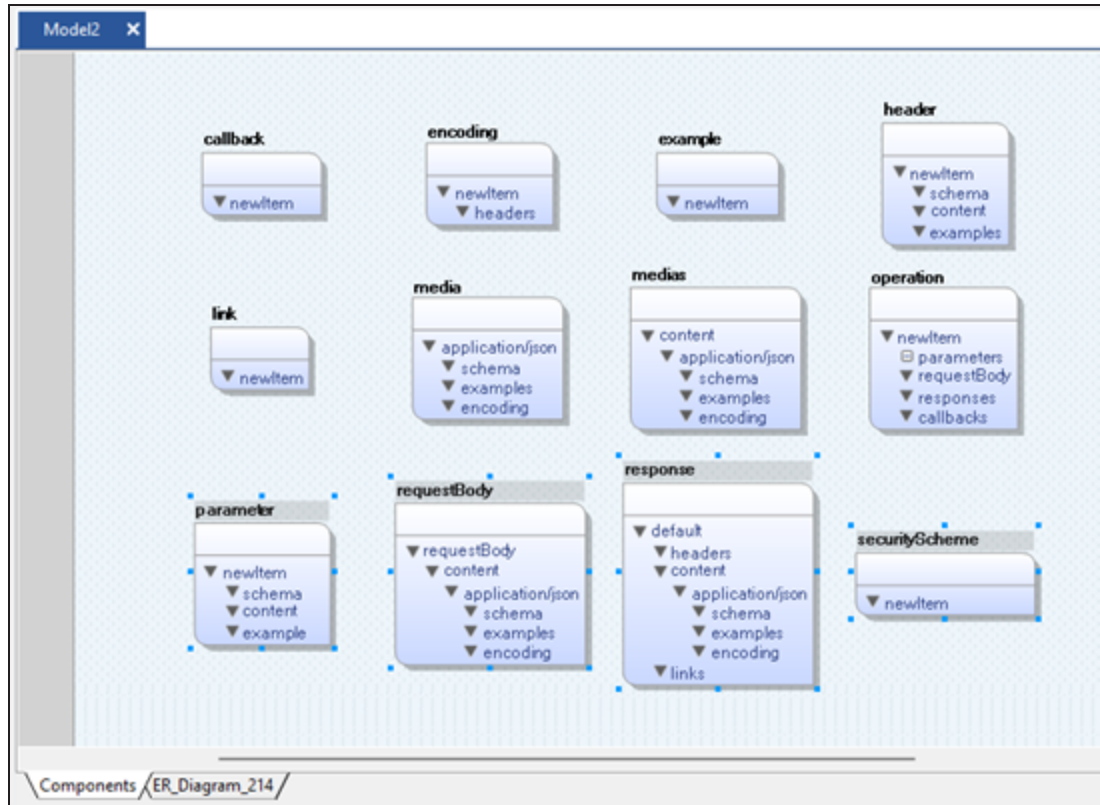 Model2
callback
newItem
encoding
newItem
headers
example
newItem
header
newItem
schema
content
examples
link
newItem
media
application/json
schema
examples
encoding
medias
content
application/json
schema
examples
encoding
operation
newItem
parameters
requestBody
responses
callbacks
parameter
newItem
schema
content
example
requestBody
requestBody
content
application/json
schema
examples
encoding
response
default
headers
content
application/json
schema
examples
encoding
links
securityScheme
newItem
Components ER_Diagram_214